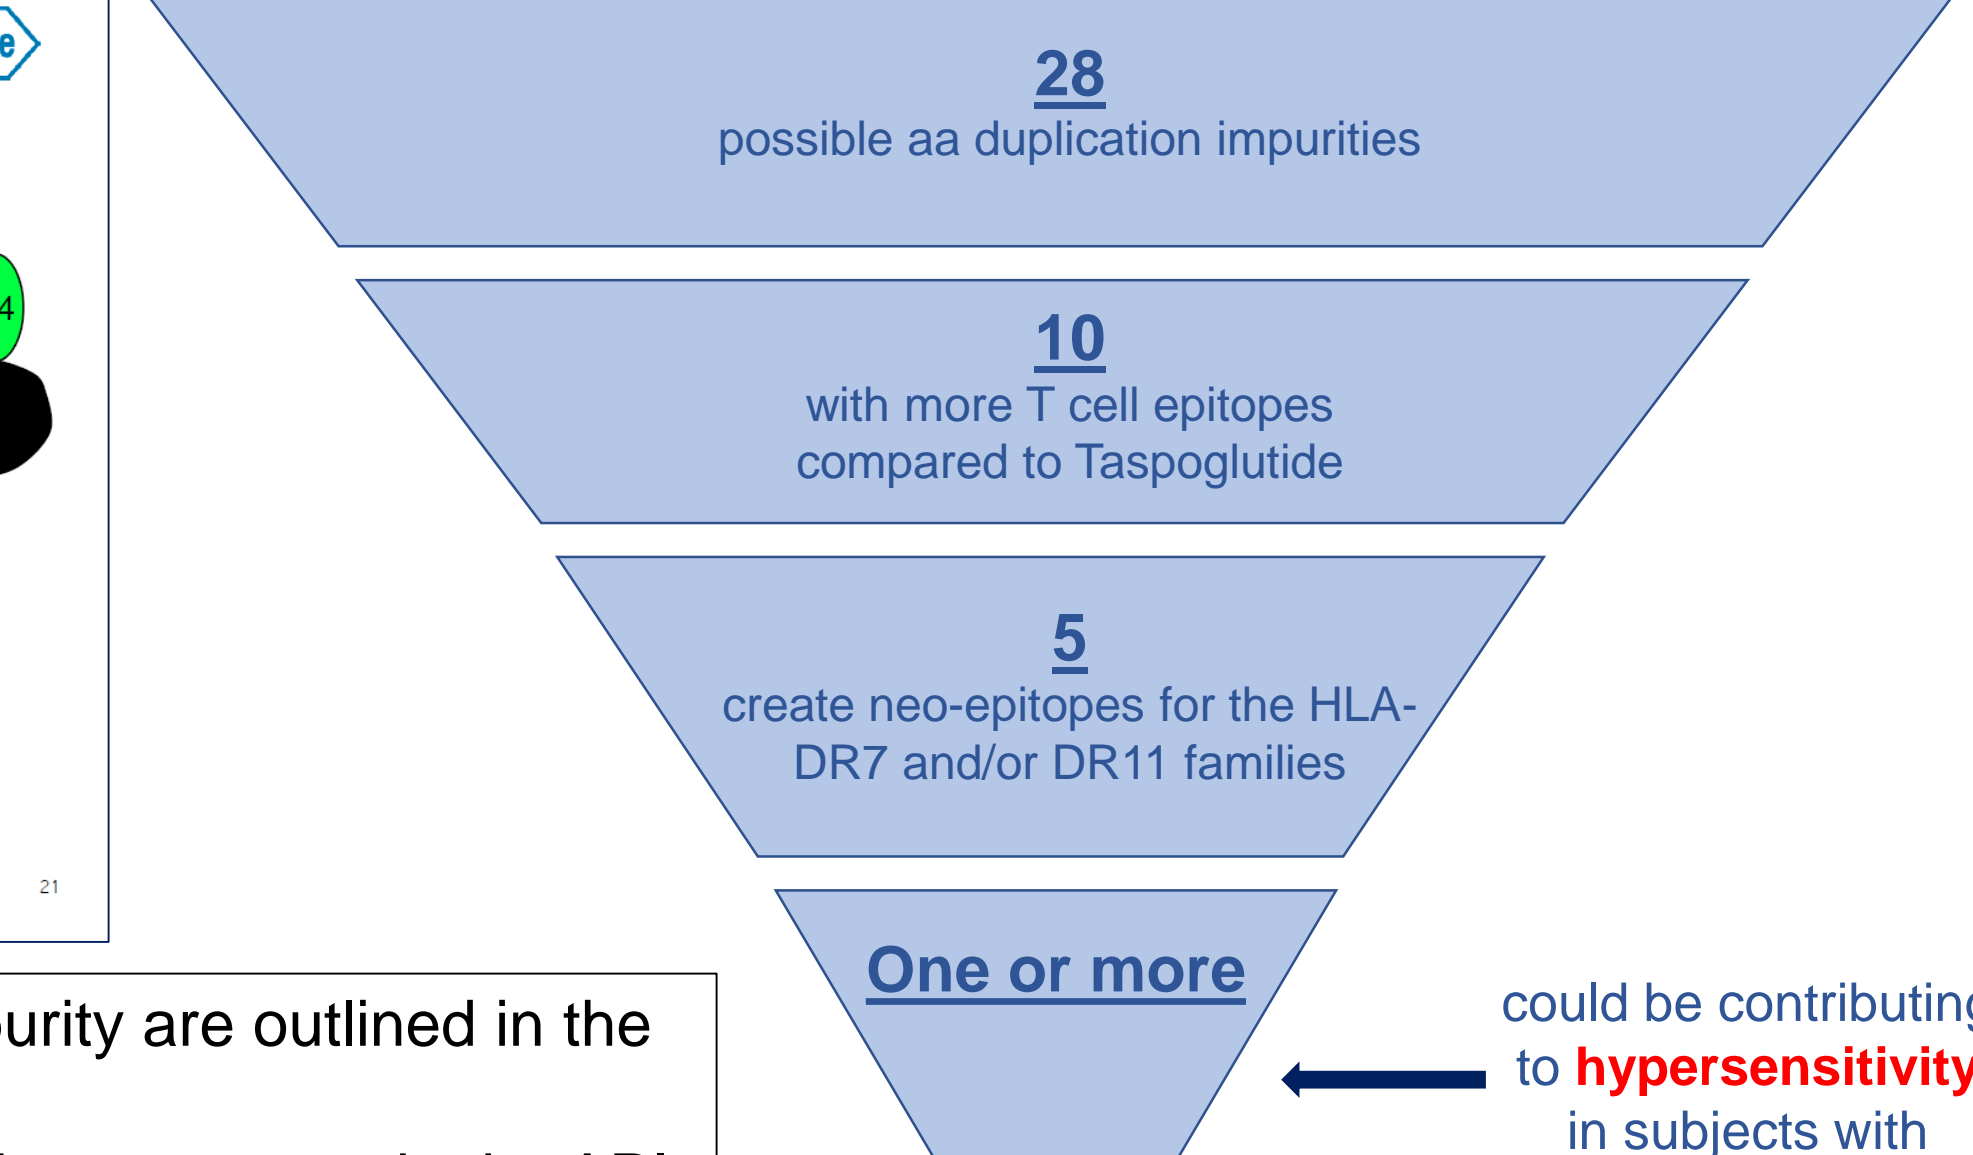 28
possible aa duplication impurities
10
with more T cell epitopes
compared to Taspoglutide
5
create neo-epitopes for the HLA-
DR7 and/or DR11 families
One or more
could be contributing
to hypersensitivity
in subjects with
4
21
purity are outlined in the